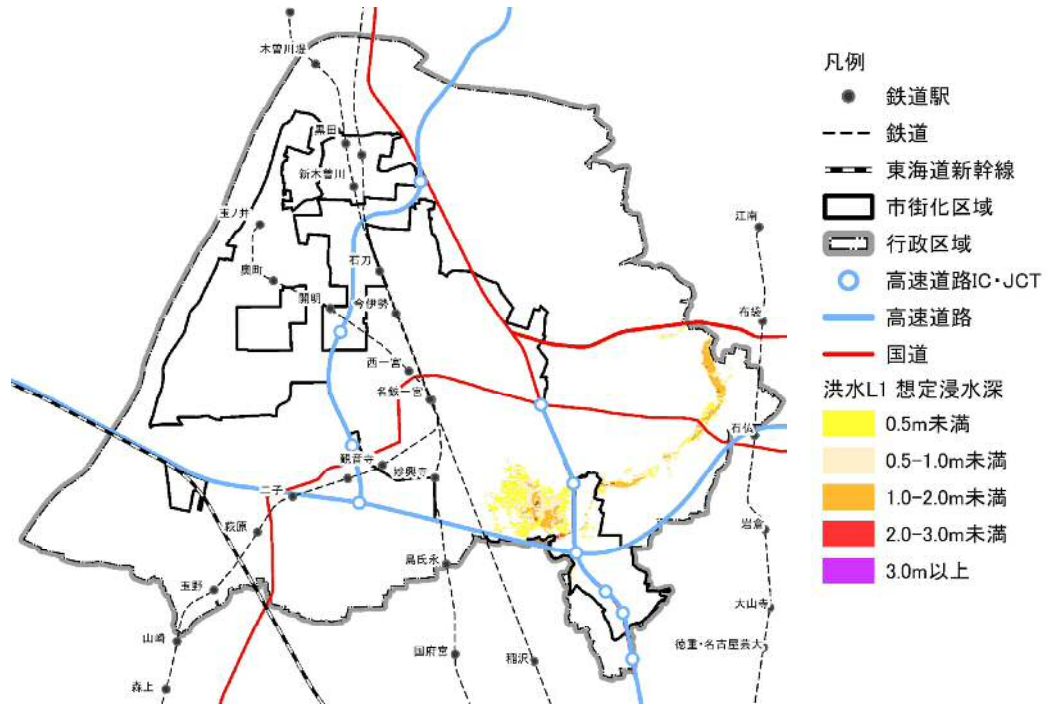 木曽川堤
黒田
新木曽川
玉ノ井
石刀
奥町
開明
今伊勢
西一宮
名鉄一宮
観音寺
妙興寺
二子
萩原
島氏永
玉野
山崎
国府宮
稲沢
森上
江南
布袋
石仏
岩倉
大山寺
徳重・名古屋芸大
凡例
鉄道駅
鉄道
東海道新幹線
市街化区域
行政区域
高速道路IC・JCT
高速道路
国道
洪水L1 想定浸水深
0.5m未満
0.5-1.0m未満
1.0-2.0m未満
2.0-3.0m未満
3.0m以上